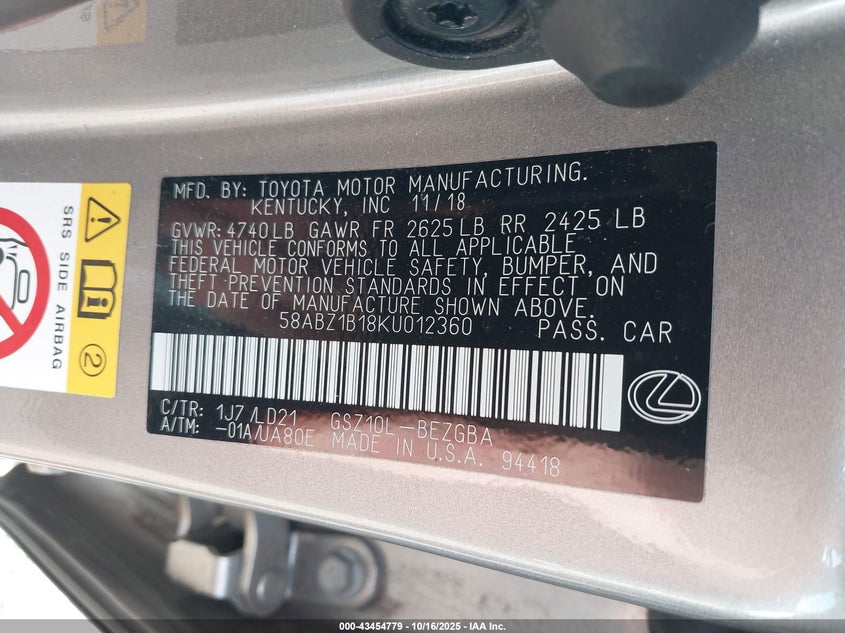 MFD. BY: TOYOTA MOTOR MANUFACTURING.
KENTUCKY, INC 11/18
GVWR: 4740LB GAWR FR 2625LB RR 2425 LB
THIS VEHICLE CONFORMS TO ALL APPLICABLE
FEDERAL MOTOR VEHICLE SAFETY, BUMPER, AND
THEFT PREVENTION STANDARDS IN EFFECT ON
THE DATE OF MANUFACTURE SHOWN ABOVE.
58ABZ1B18KU012360 PASS. CAR
C/TR: 1J7/LD21 GSZ10L-BEZGBA
A/TM: -01A/UA80E MADE IN U.S.A. 94418
SRS SIDE AIRBAG
2
000-43454779 - 10/16/2025 - IAA Inc.